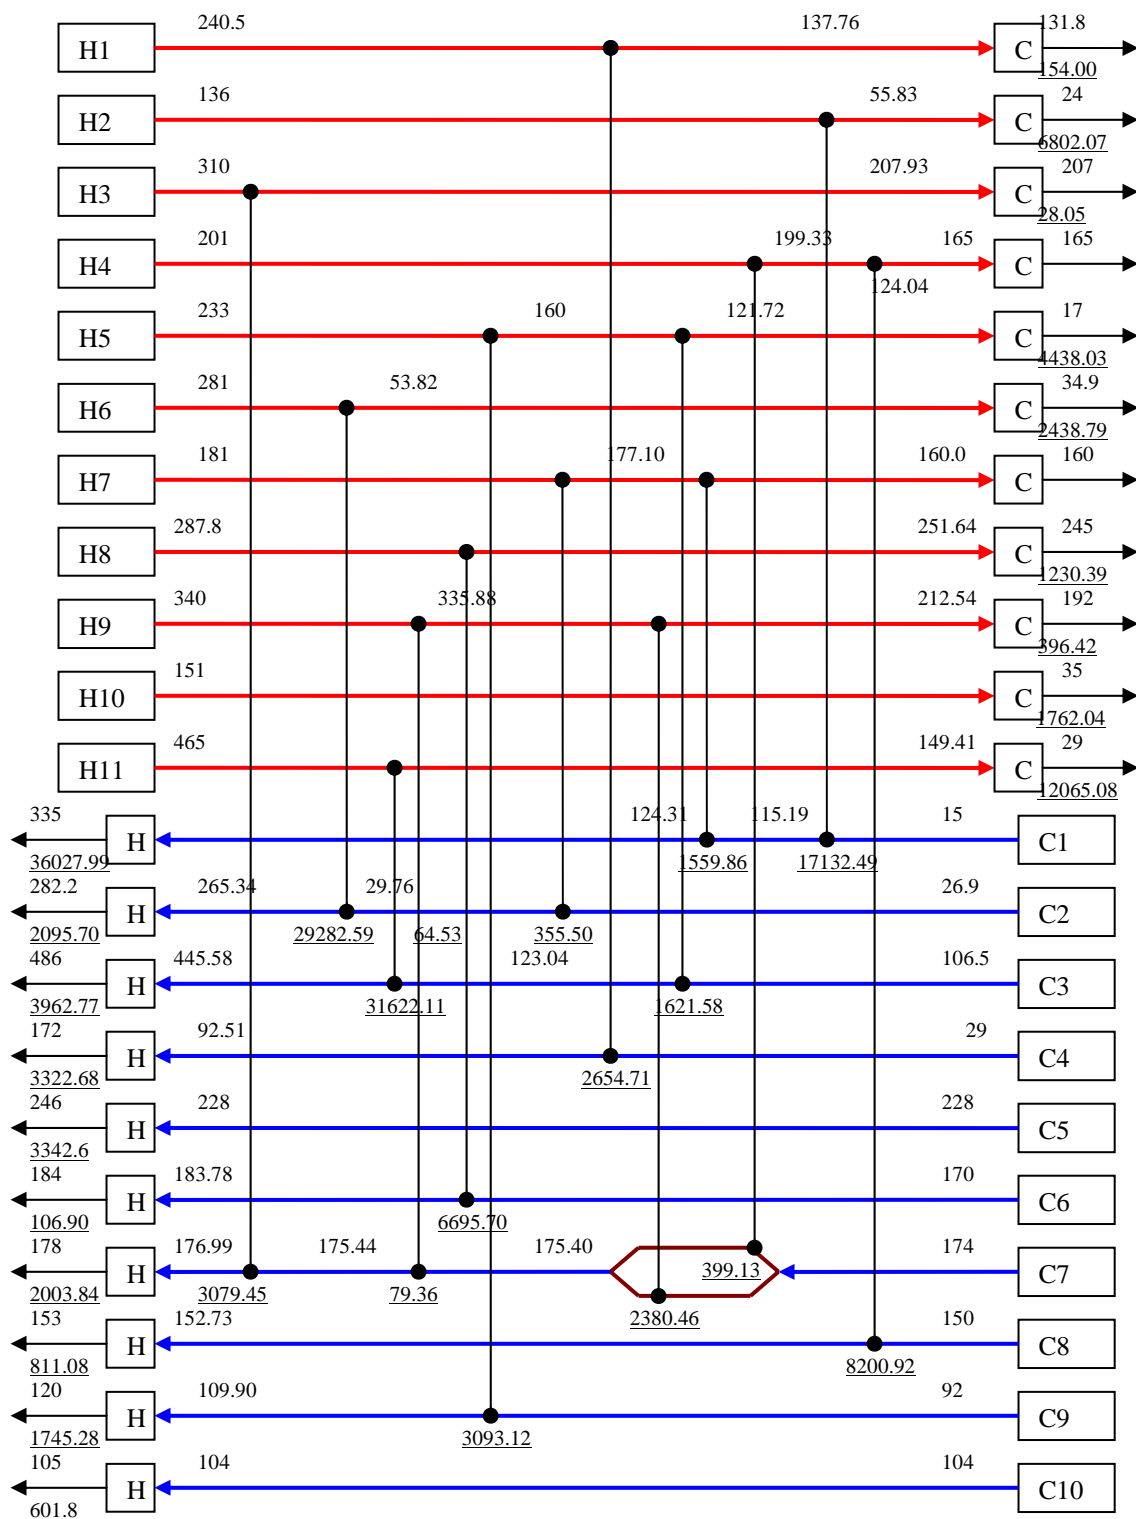 240.5 137.76 131.8
H1 C
154.00
136 55.83 24
H2 C
6802.07
310 207.93 207
H3 C
28.05
201 199.33 165 165
H4 C
124.04
233 160 121.72 17
H5 C
4438.03
281 53.82 34.9
H6 C
2438.79
181 177.10 160.0 160
H7 C
287.8 251.64 245
H8 C
1230.39
340 335.88 212.54 192
H9 C
396.42
151 35
H10 C
1762.04
465 149.41 29
H11 C
12065.08
335 124.31 115.19 15
H C1
36027.99 1559.86 17132.49
282.2 265.34 29.76 26.9
H C2
2095.70 29282.59 64.53 355.50
486 445.58 123.04 106.5
H C3
3962.77 31622.11 1621.58
172 92.51 29
H C4
3322.68 2654.71
246 228 228
H C5
3342.6
184 183.78 170
H C6
106.90 6695.70
178 176.99 175.44 175.40 174
H 399.13 C7
2003.84 3079.45 79.36 2380.46
153 152.73 150
H C8
811.08 8200.92
120 109.90 92
H C9
1745.28 3093.12
105 104 104
H C10
601.8